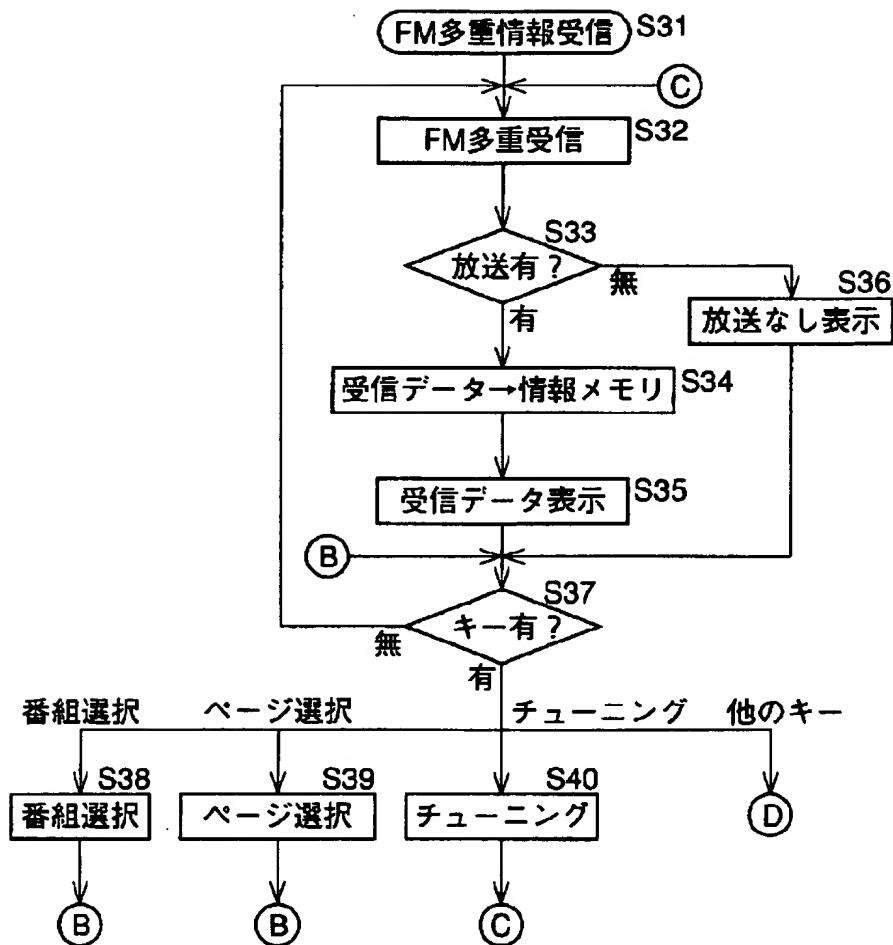 FM多重情報受信 S31
C
FM多重受信 S32
S33
放送有？
無
有
S36
放送なし表示
受信データ→情報メモリ S34
受信データ表示 S35
B
S37
キー有？
無
有
番組選択 ページ選択 チューニング 他のキー
S38 S39 S40
番組選択 ページ選択 チューニング D
B B C